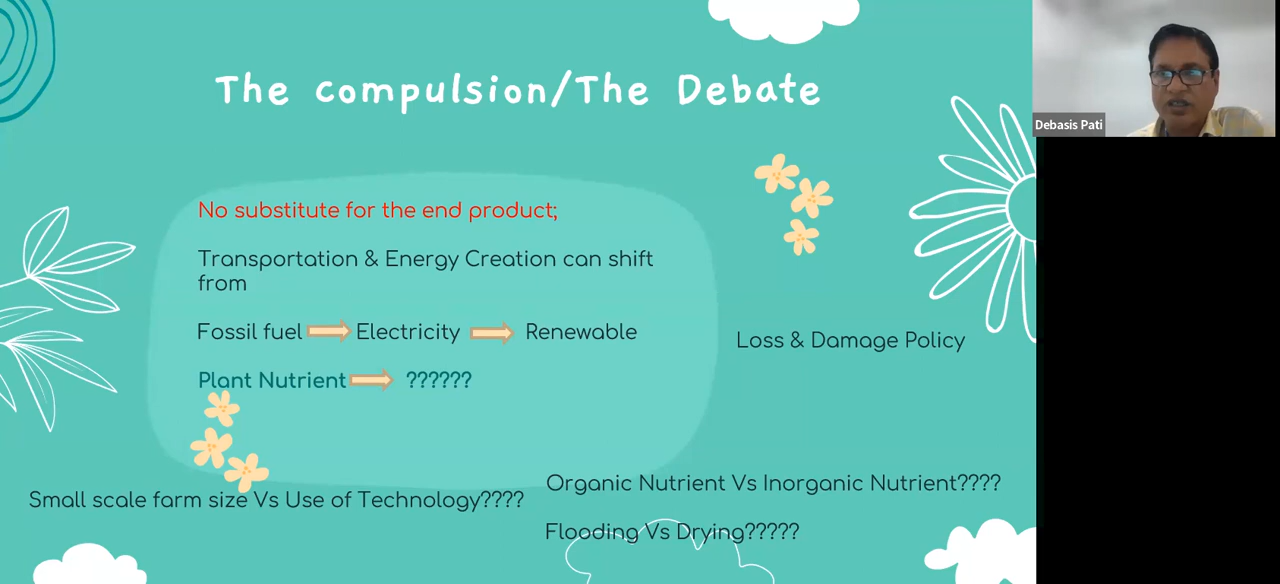 The compulsion/The Debate
Debasis Pati
No substitute for the end product;
Transportation & Energy Creation can shift
from
Fossil fuel Electricity Renewable
Loss & Damage Policy
Plant Nutrient ??????
Organic Nutrient Vs Inorganic Nutrient????
Small scale farm size Vs Use of Technology????
Flooding Vs Drying?????